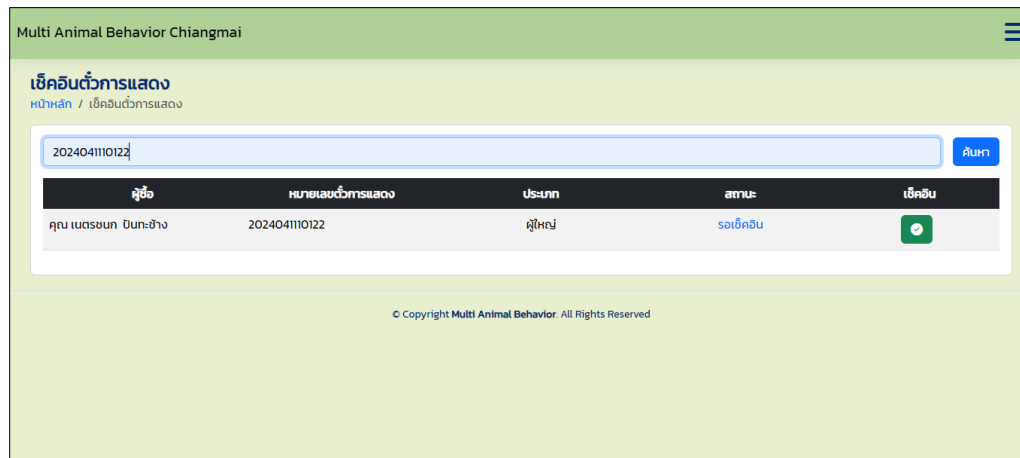 Multi Animal Behavior Chiangmai
เช็คอินตั๋วการแสดง
หน้าหลัก / เช็คอินตั๋วการแสดง
2024041110122 ค้นหา
ผู้ซื้อ หมายเลขตั๋วการแสดง ประเภท สถานะ เช็คอิน
คุณ เนตรชนก ปันทะช้าง 2024041110122 ผู้ใหญ่ รอเช็คอิน
© Copyright Multi Animal Behavior. All Rights Reserved